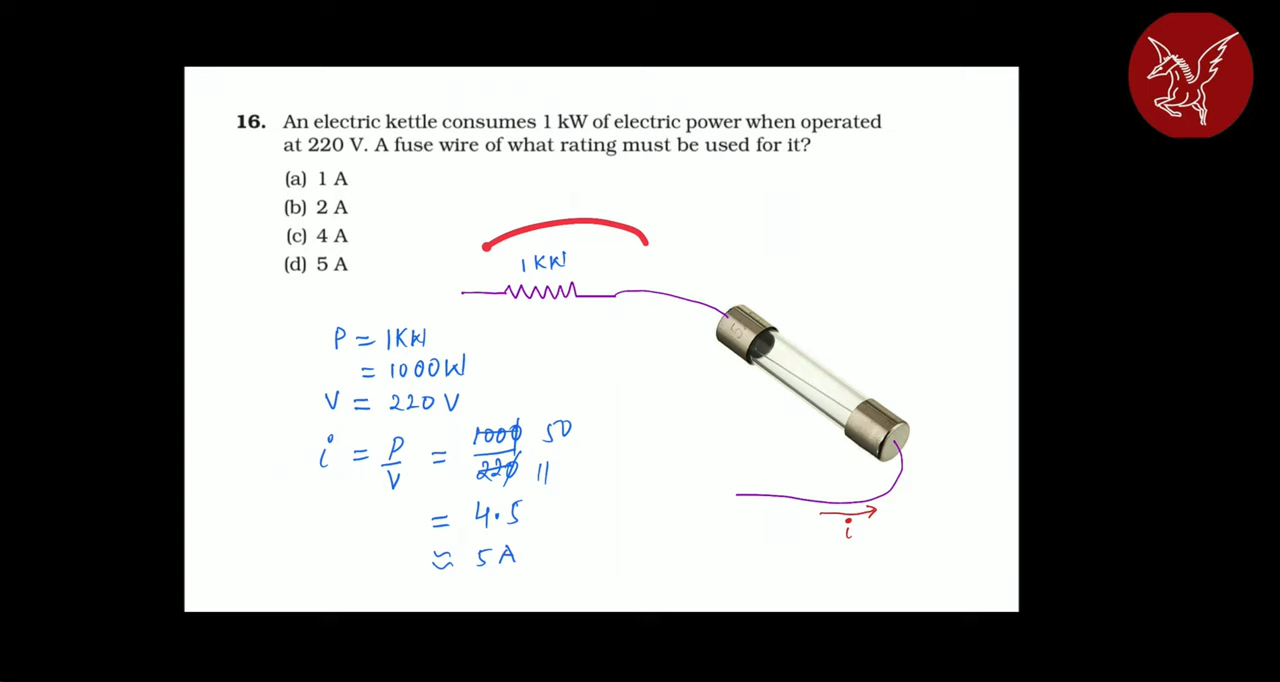 16. An electric kettle consumes 1 kW of electric power when operated
at 220 V. A fuse wire of what rating must be used for it?
(a) 1 A
(b) 2 A
(c) 4 A
(d) 5 A
1 KW
P = 1KW
= 1000W
V = 220 V
i = P/V = 1000/220 50/11
= 4.5
≈ 5 A
i